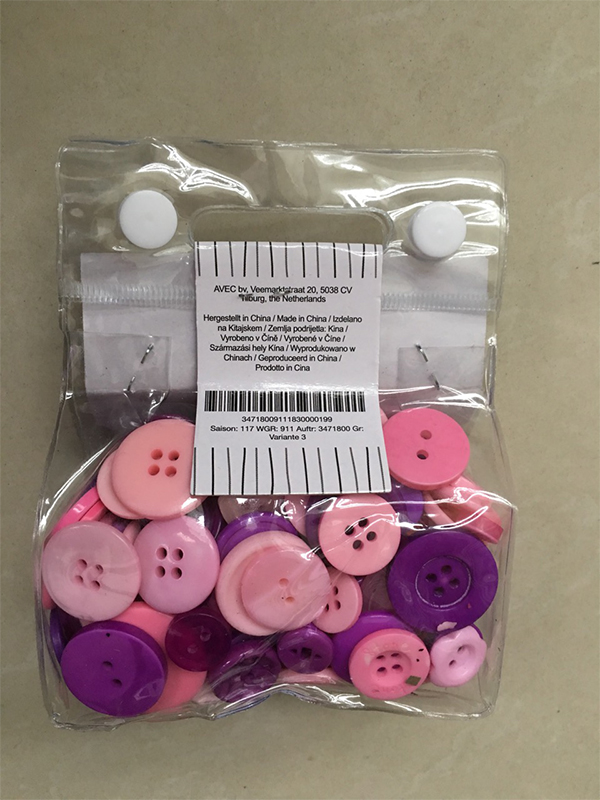 AVEC bv, Veemarktstraat 20, 5038 CV
Tilburg, the Netherlands
Hergestellt in China / Made in China / Izdelano
na Kitajskem / Zemlja podrijetla: Kina /
Vyrobeno v Číně / Vyrobené v Číne /
Származási hely Kína / Wyprodukowano w
Chinach / Geproduceerd in China /
Prodotto in Cina
34718009111830000199
Saison: 117 WGR: 911 Auftr: 3471800 Gr:
Variante 3